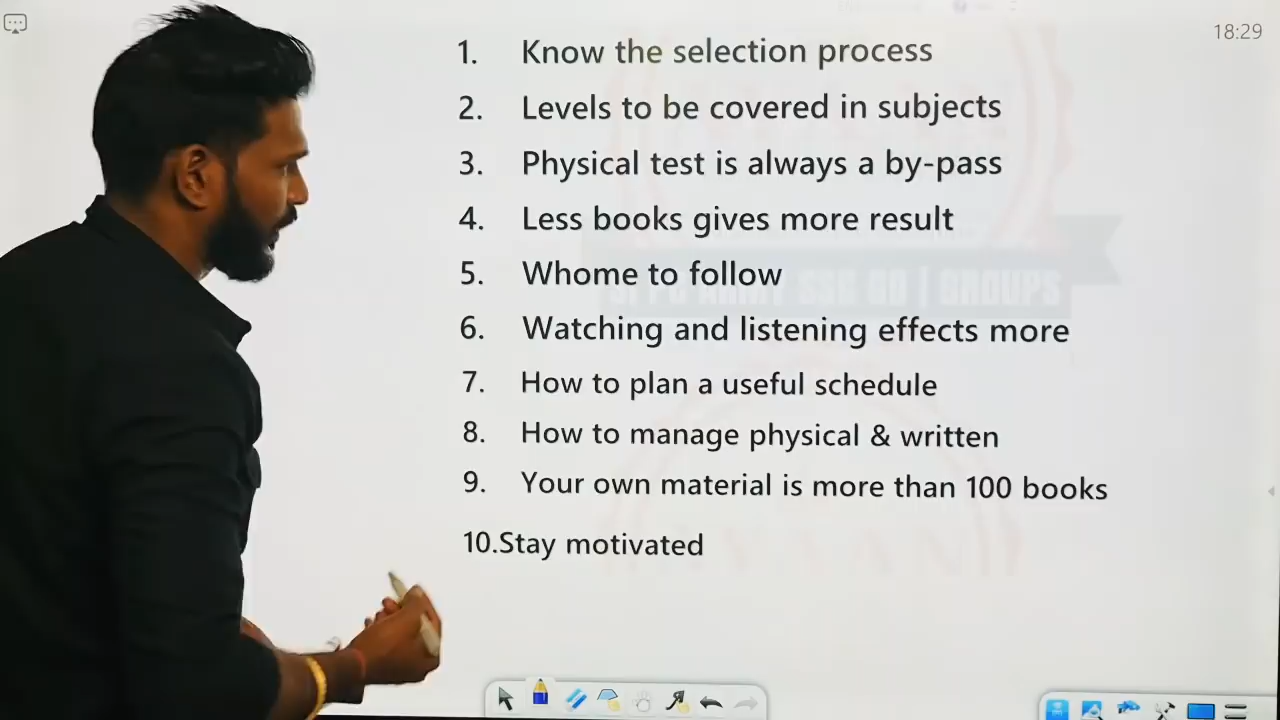 18:29
1. Know the selection process
2. Levels to be covered in subjects
3. Physical test is always a by-pass
4. Less books gives more result
5. Whome to follow
6. Watching and listening effects more
7. How to plan a useful schedule
8. How to manage physical & written
9. Your own material is more than 100 books
10.Stay motivated
SSC GD | GROUPS